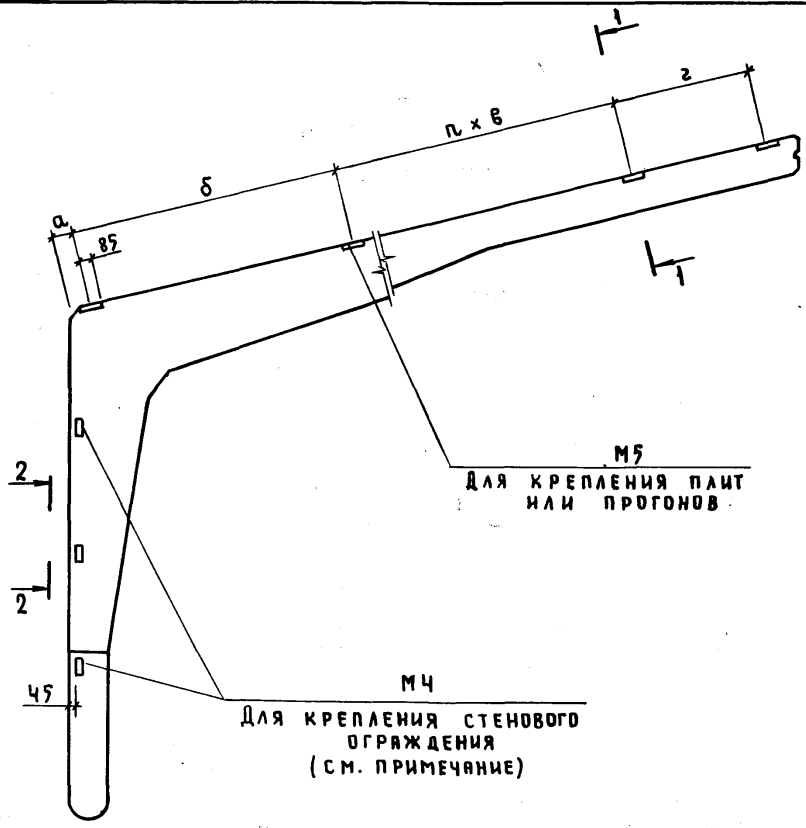 1
г
п × в
б
а
85
1
М5
Для крепления плит
или прогонов
2
2
45
М4
Для крепления стенового
ограждения
(см. примечание)